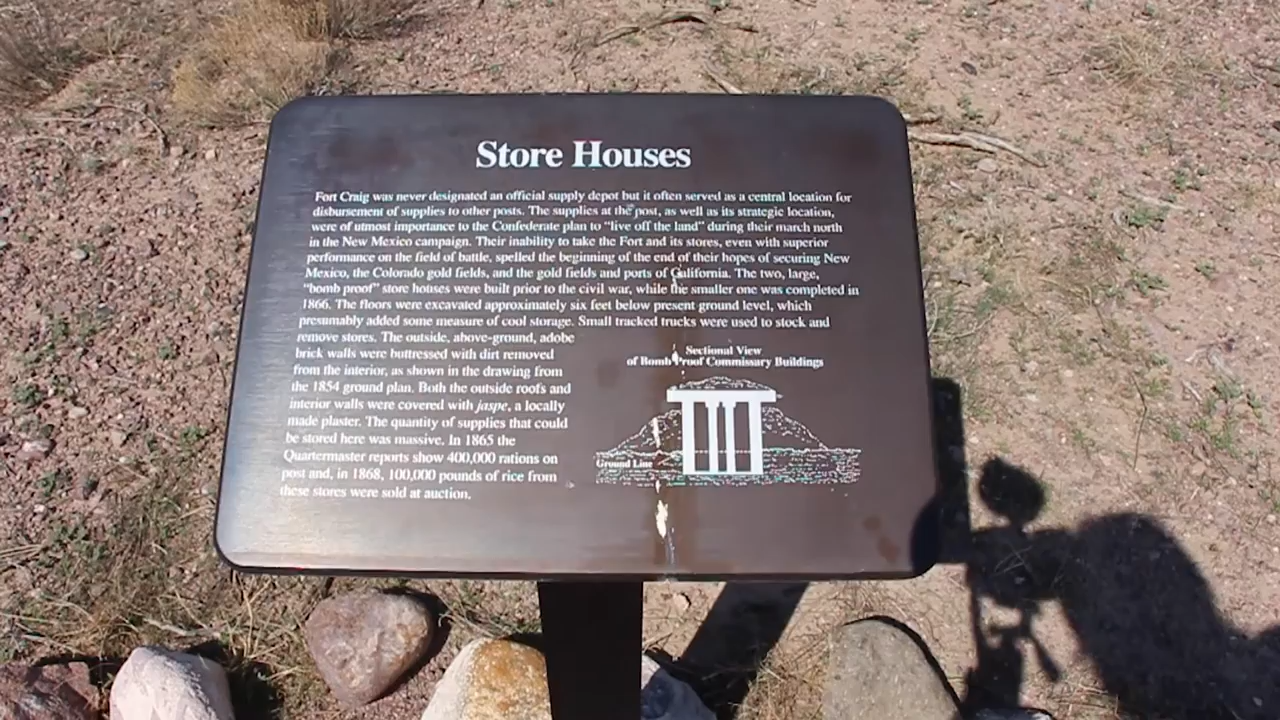 Store Houses
Fort Craig was never designated an official supply depot but it often served as a central location for
disbursement of supplies to other posts. The supplies at the post, as well as its strategic location,
were of utmost importance to the Confederate plan to "live off the land" during their march north
in the New Mexico campaign. Their inability to take the Fort and its stores, even with superior
performance on the field of battle, spelled the beginning of the end of their hopes of securing New
Mexico, the Colorado gold fields, and the gold fields and ports of California. The two, large,
"bomb proof" store houses were built prior to the civil war, while the smaller one was completed in
1866. The floors were excavated approximately six feet below present ground level, which
presumably added some measure of cool storage. Small tracked trucks were used to stock and
remove stores. The outside, above-ground, adobe
brick walls were buttressed with dirt removed
from the interior, as shown in the drawing from
the 1854 ground plan. Both the outside roofs and
interior walls were covered with jaspe, a locally
made plaster. The quantity of supplies that could
be stored here was massive. In 1865 the
Quartermaster reports show 400,000 rations on
post and, in 1868, 100,000 pounds of rice from
these stores were sold at auction.
Sectional View
of Bomb Proof Commissary Buildings
Ground Line